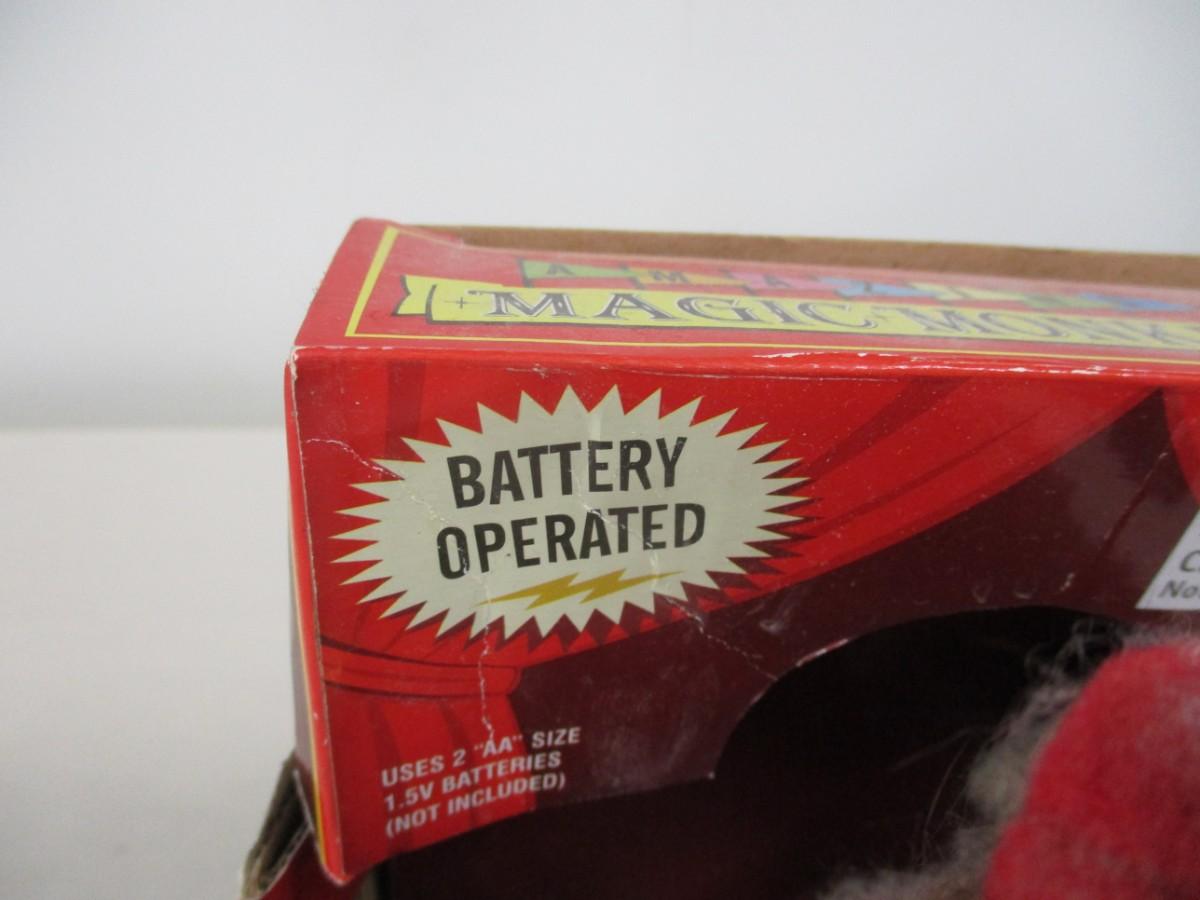 MAGIC MONK
BATTERY
OPERATED
USES 2 "AA" SIZE
1.5V BATTERIES
(NOT INCLUDED)